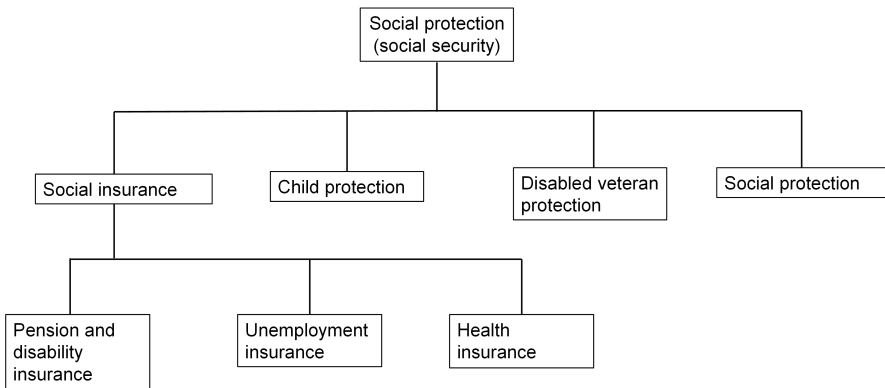 Social protection
(social security)
Social insurance
Child protection
Disabled veteran
protection
Social protection
Pension and
disability
insurance
Unemployment
insurance
Health
insurance